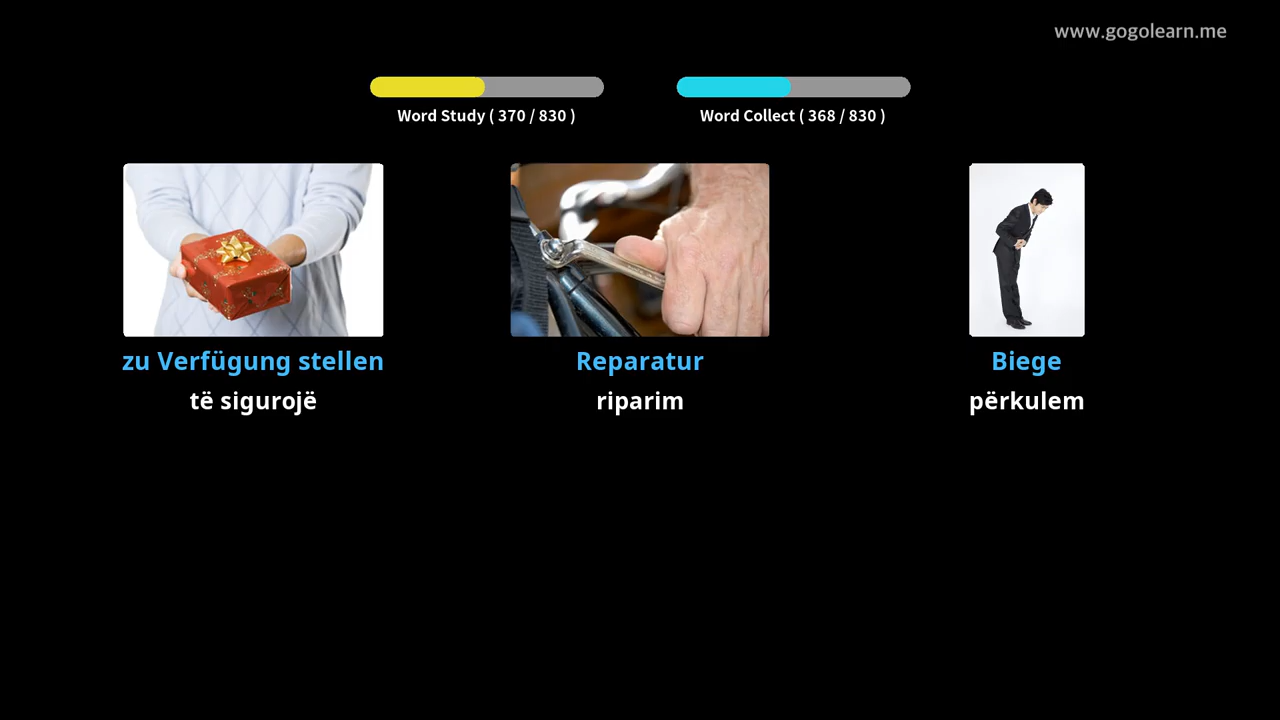 www.gogolearn.me
Word Study ( 370 / 830 )
Word Collect ( 368 / 830 )
zu Verfügung stellen
Reparatur
Biege
të sigurojë
riparim
përkulem